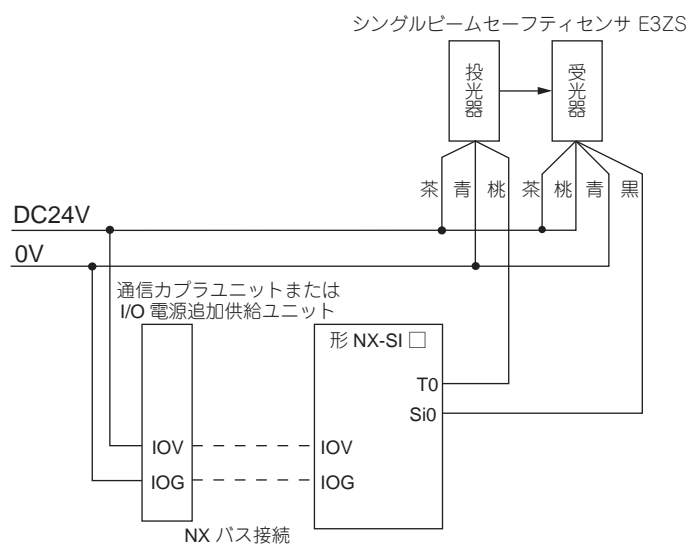 シングルビームセーフティセンサ E3ZS
投光器
受光器
茶 青 桃 茶 桃 青 黒
DC24V
0V
通信カプラユニットまたは
I/O 電源追加供給ユニット
形 NX-SI □
T0
Si0
IOV IOV
IOG IOG
NX バス接続